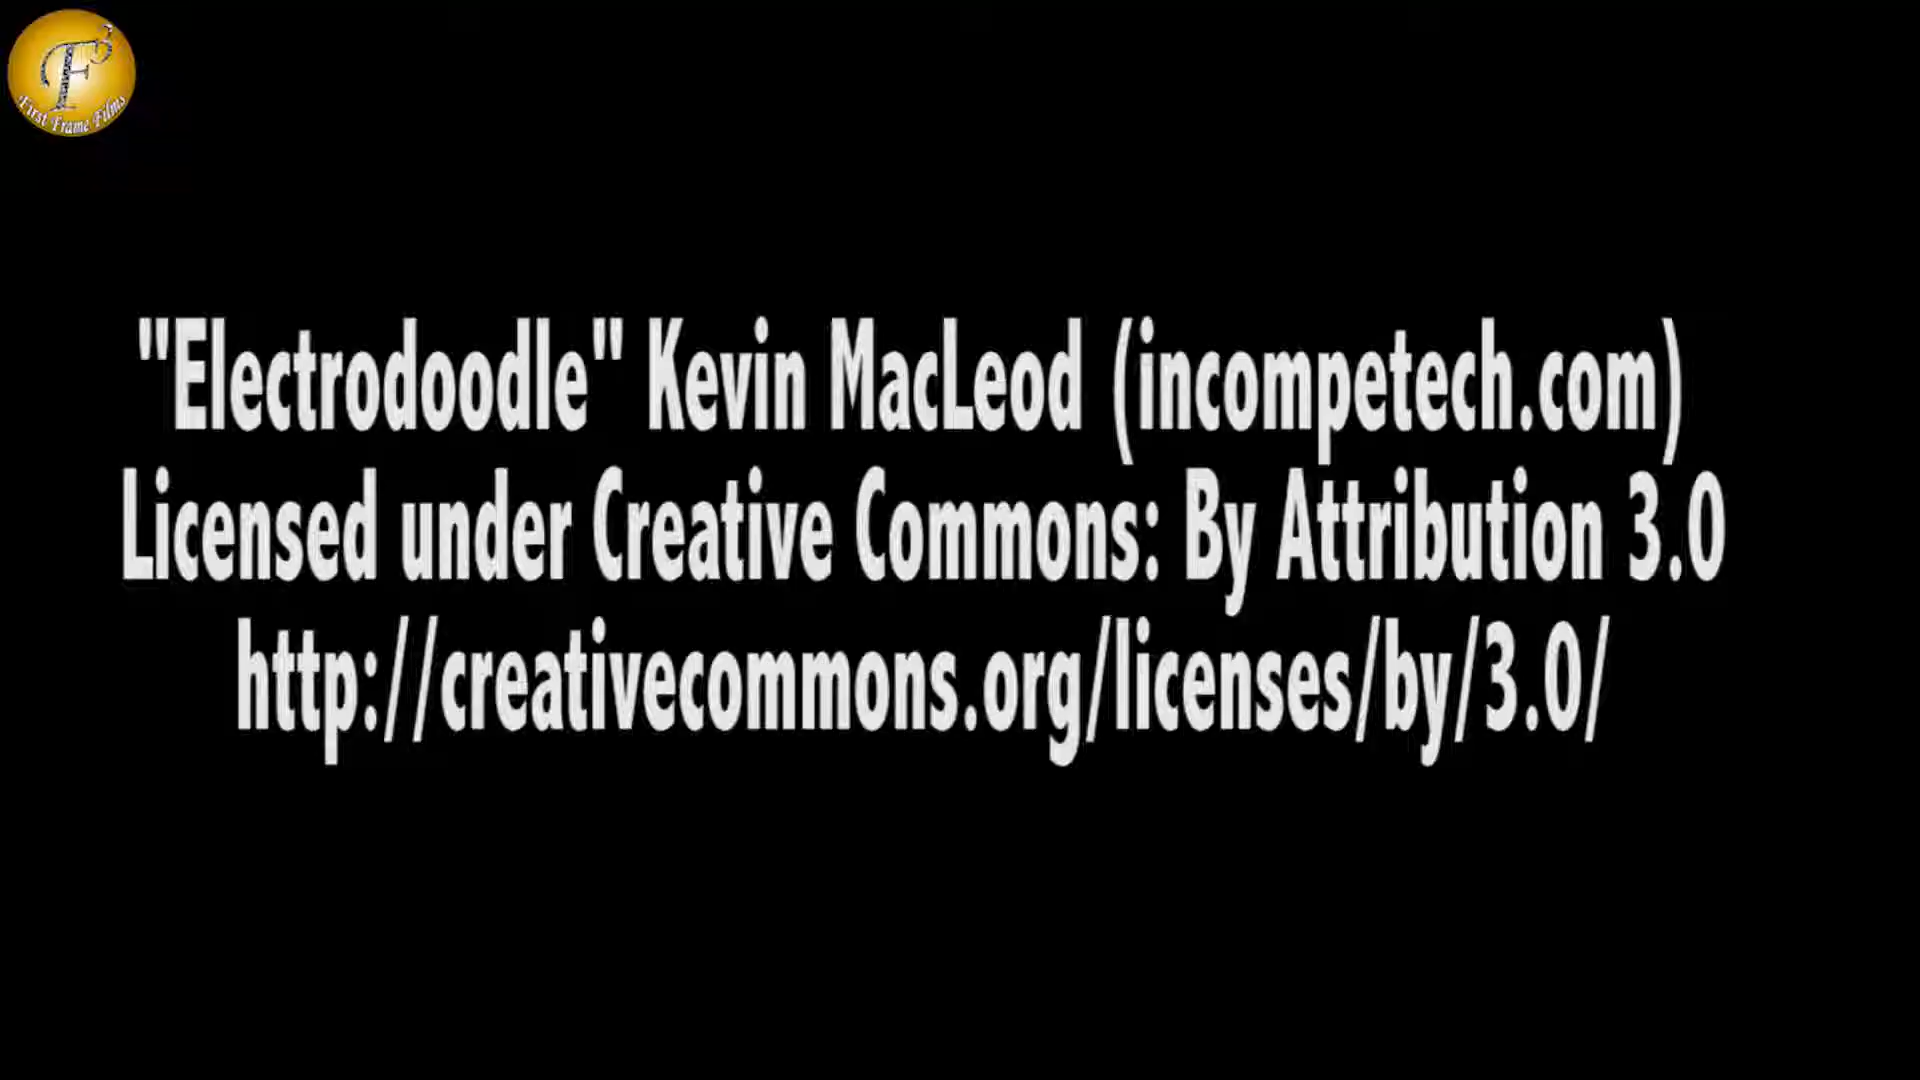 F3
First Frame Films
"Electrodoodle" Kevin MacLeod (incompetech.com)
Licensed under Creative Commons: By Attribution 3.0
http://creativecommons.org/licenses/by/3.0/